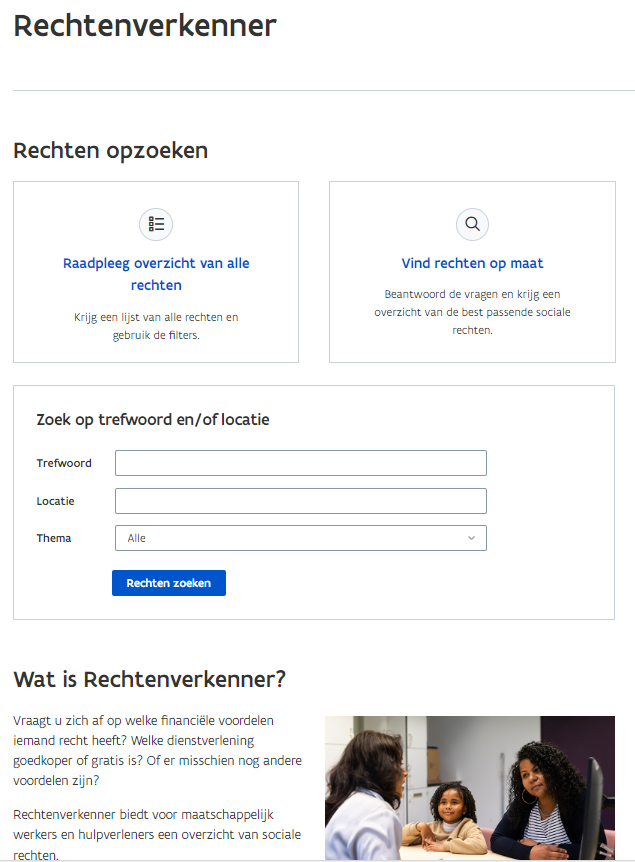 Rechtenverkenner
Rechten opzoeken
Raadpleeg overzicht van alle
rechten
Krijg een lijst van alle rechten en
gebruik de filters.
Vind rechten op maat
Beantwoord de vragen en krijg een
overzicht van de best passende sociale
rechten.
Zoek op trefwoord en/of locatie
Trefwoord
Locatie
Thema
Alle
Rechten zoeken
Wat is Rechtenverkenner?
Vraagt u zich af op welke financiële voordelen
iemand recht heeft? Welke dienstverlening
goedkoper of gratis is? Of er misschien nog andere
voordelen zijn?
Rechtenverkenner biedt voor maatschappelijk
werkers en hulpverleners een overzicht van sociale
rechten.